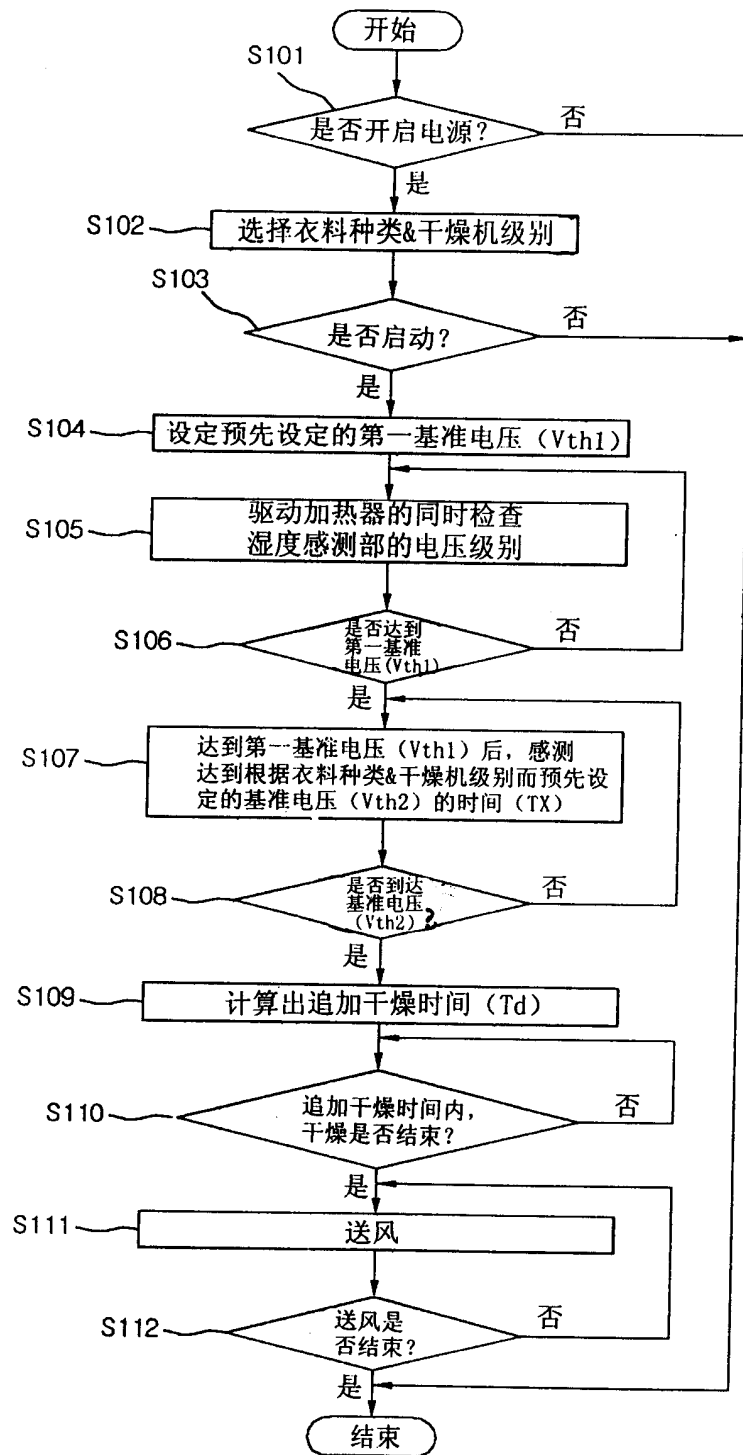 开始
S101
是否开启电源?
否
是
S102
选择衣料种类&干燥机级别
S103
是否启动?
否
是
S104
设定预先设定的第一基准电压 (Vth1)
S105
驱动加热器的同时检查
湿度感测部的电压级别
S106
是否达到
第一基准
电压(Vth1)
否
是
S107
达到第一基准电压 (Vth1) 后, 感测
达到根据衣料种类&干燥机级别而预先设
定的基准电压 (Vth2) 的时间 (TX)
S108
是否到达
基准电压
(Vth2)?
否
是
S109
计算出追加干燥时间 (Td)
S110
追加干燥时间内,
干燥是否结束?
否
是
S111
送风
S112
送风是
否结束?
否
是
结束